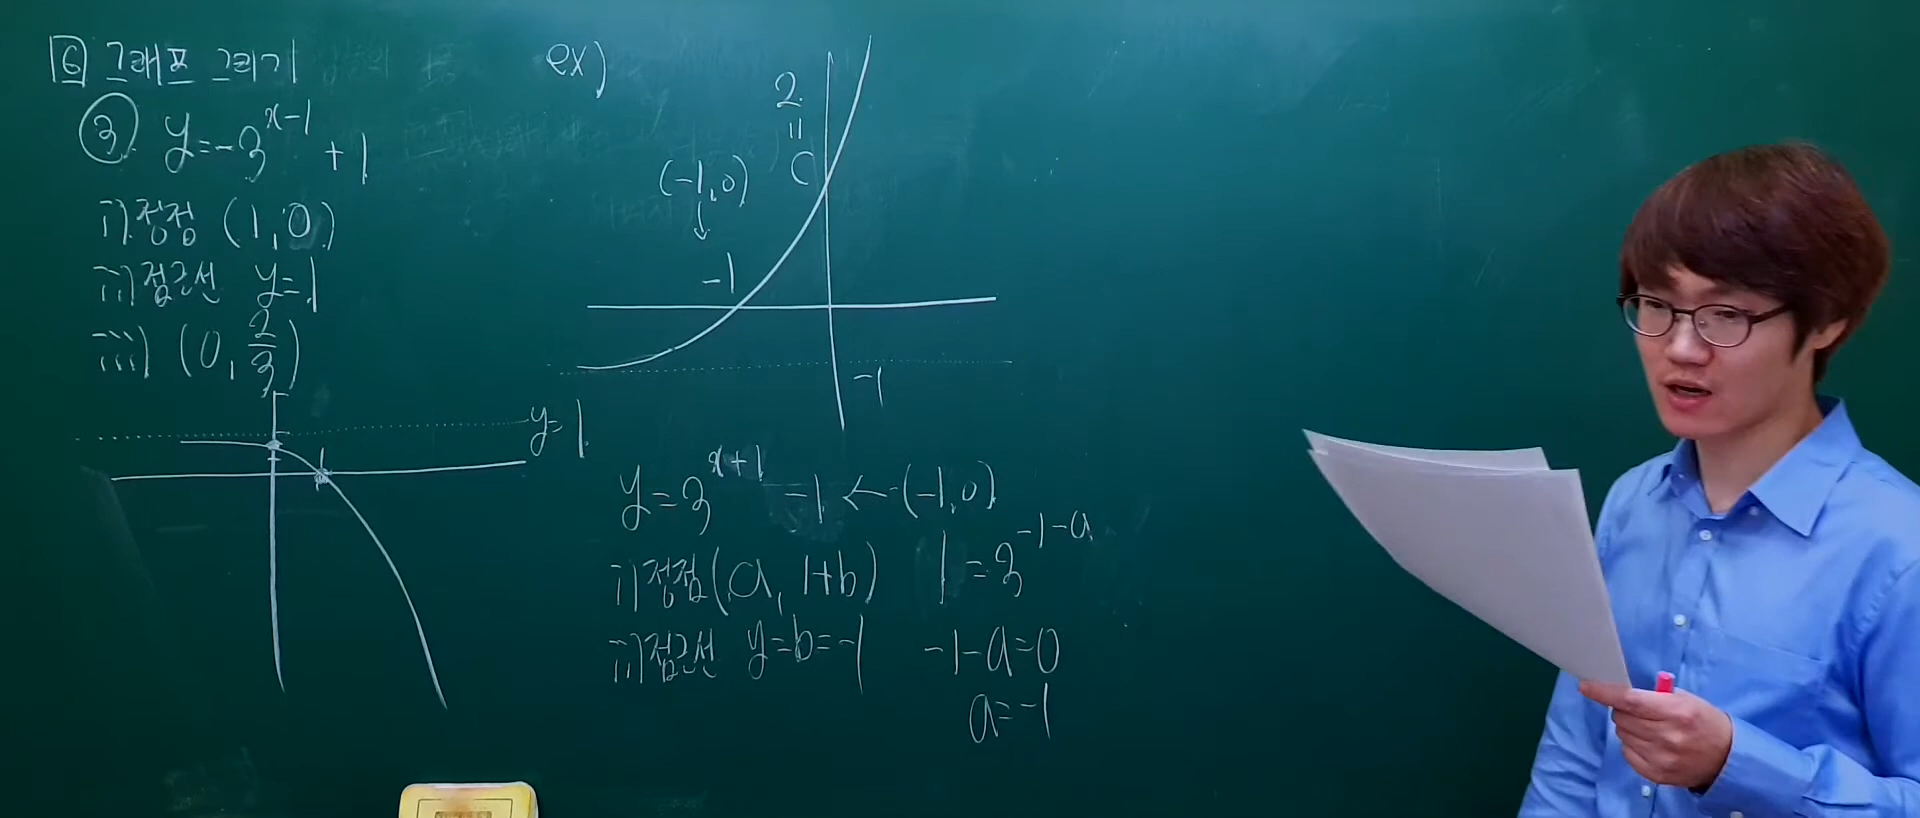 6 그래프 그리기
③ y=-3^{x-1}+1
i) 정점 (1,0)
ii) 점근선 y=1
iii) (0, 2/3)
y=1
1
ex)
2
=
C
(-1,0)
↓
-1
-1
y=3^{x+1}-1 ← (-1,0)
i) 정점 (a, 1+b)
ii) 점근선 y=b=-1
1=3^{-1-a}
-1-a=0
a=-1